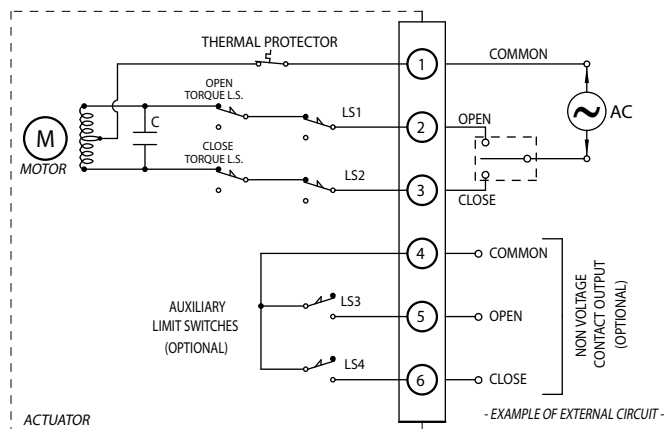 THERMAL PROTECTOR
1
COMMON
OPEN
TORQUE L.S.
LS1
2
OPEN
AC
C
M
MOTOR
CLOSE
TORQUE L.S.
LS2
3
CLOSE
4
COMMON
AUXILIARY
LIMIT SWITCHES
(OPTIONAL)
LS3
5
OPEN
LS4
6
CLOSE
NON VOLTAGE
CONTACT OUTPUT
(OPTIONAL)
ACTUATOR
- EXAMPLE OF EXTERNAL CIRCUIT -